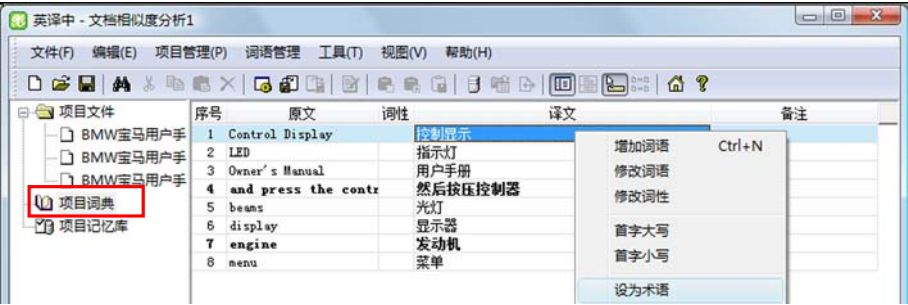 英译中 - 文档相似度分析1
文件(F) 编辑(E) 项目管理(P) 词语管理 工具(T) 视图(V) 帮助(H)
项目文件
BMW宝马用户手
BMW宝马用户手
BMW宝马用户手
项目词典
项目记忆库
序号 原文 词性 译文 备注
1 Control Display 控制显示
2 LED 指示灯
3 Owner's Manual 用户手册
4 and press the contr 然后按压控制器
5 beams 光灯
6 display 显示器
7 engine 发动机
8 menu 菜单
增加词语 Ctrl+N
修改词语
修改词性
首字大写
首字小写
设为术语